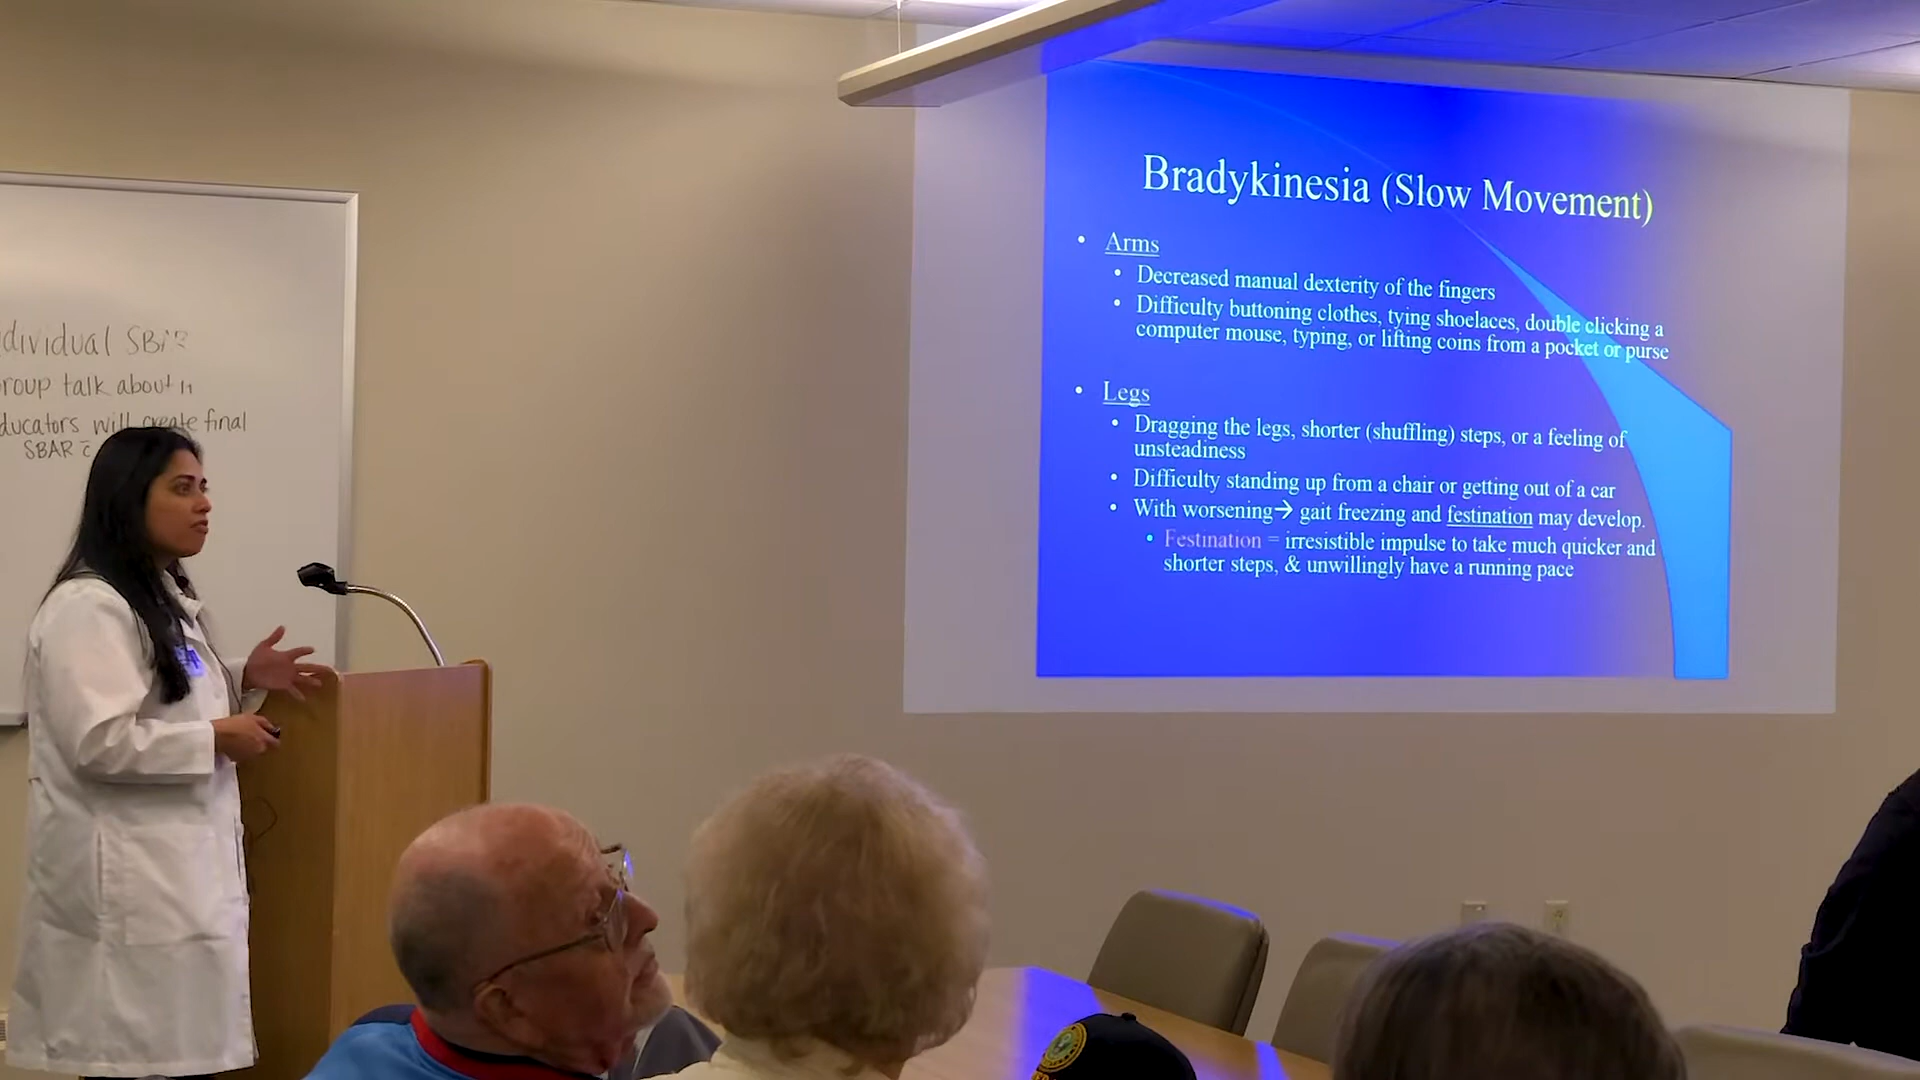 dividual SBAR
roup talk about it
ducators will create final
SBAR c̄
Bradykinesia (Slow Movement)
• Arms
• Decreased manual dexterity of the fingers
• Difficulty buttoning clothes, tying shoelaces, double clicking a
computer mouse, typing, or lifting coins from a pocket or purse
• Legs
• Dragging the legs, shorter (shuffling) steps, or a feeling of
unsteadiness
• Difficulty standing up from a chair or getting out of a car
• With worsening→ gait freezing and festination may develop.
• Festination = irresistible impulse to take much quicker and
shorter steps, & unwillingly have a running pace